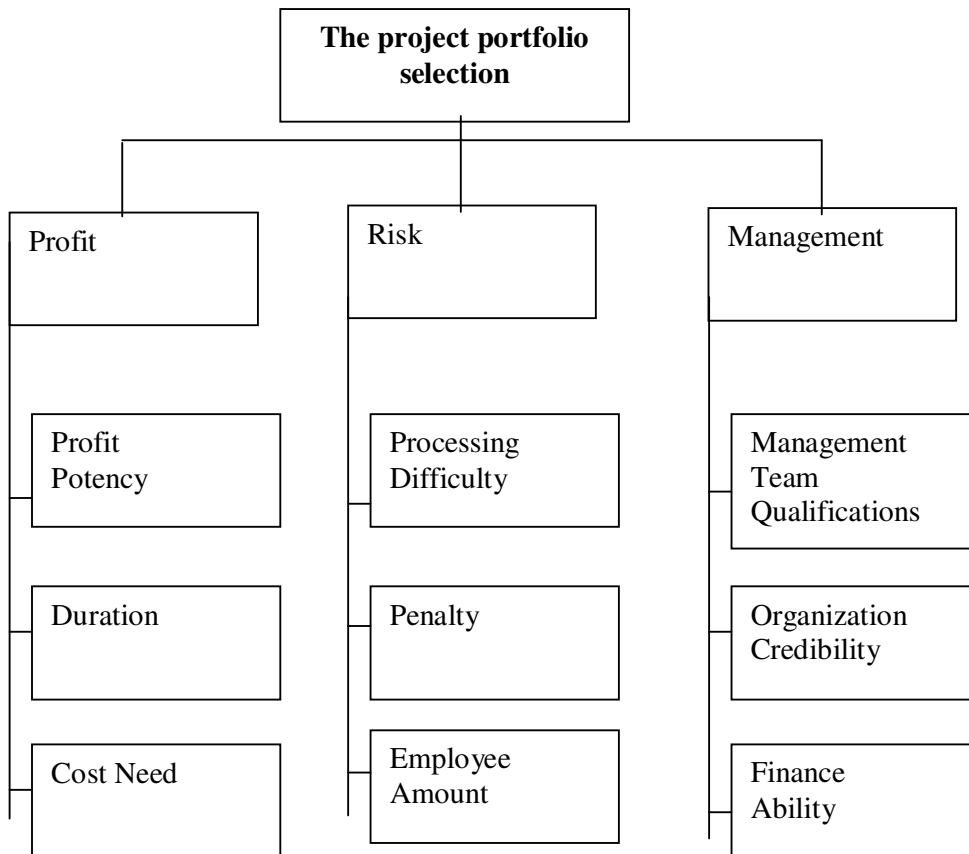 The project portfolio
selection
Profit
Risk
Management
Profit
Potency
Processing
Difficulty
Management
Team
Qualifications
Duration
Penalty
Organization
Credibility
Cost Need
Employee
Amount
Finance
Ability